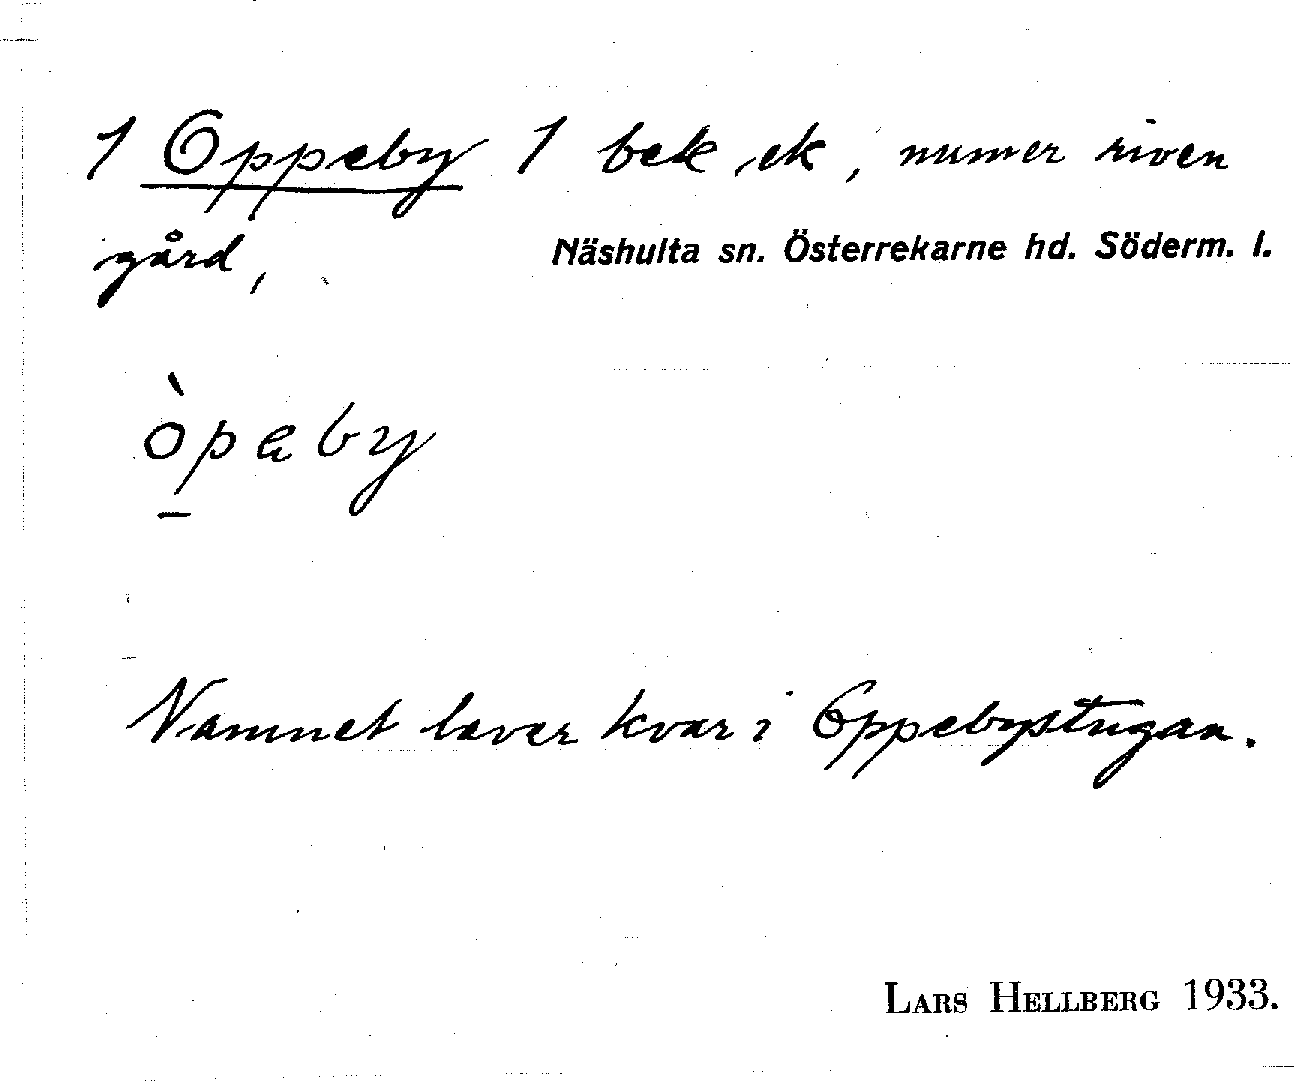 1 Oppeby 1 bek ek, numer riven
gård, Näshulta sn. Österrekarne hd. Söderm. l.
òpeby
Namnet lever kvar i Oppebystugan.
LARS HELLBERG 1933.